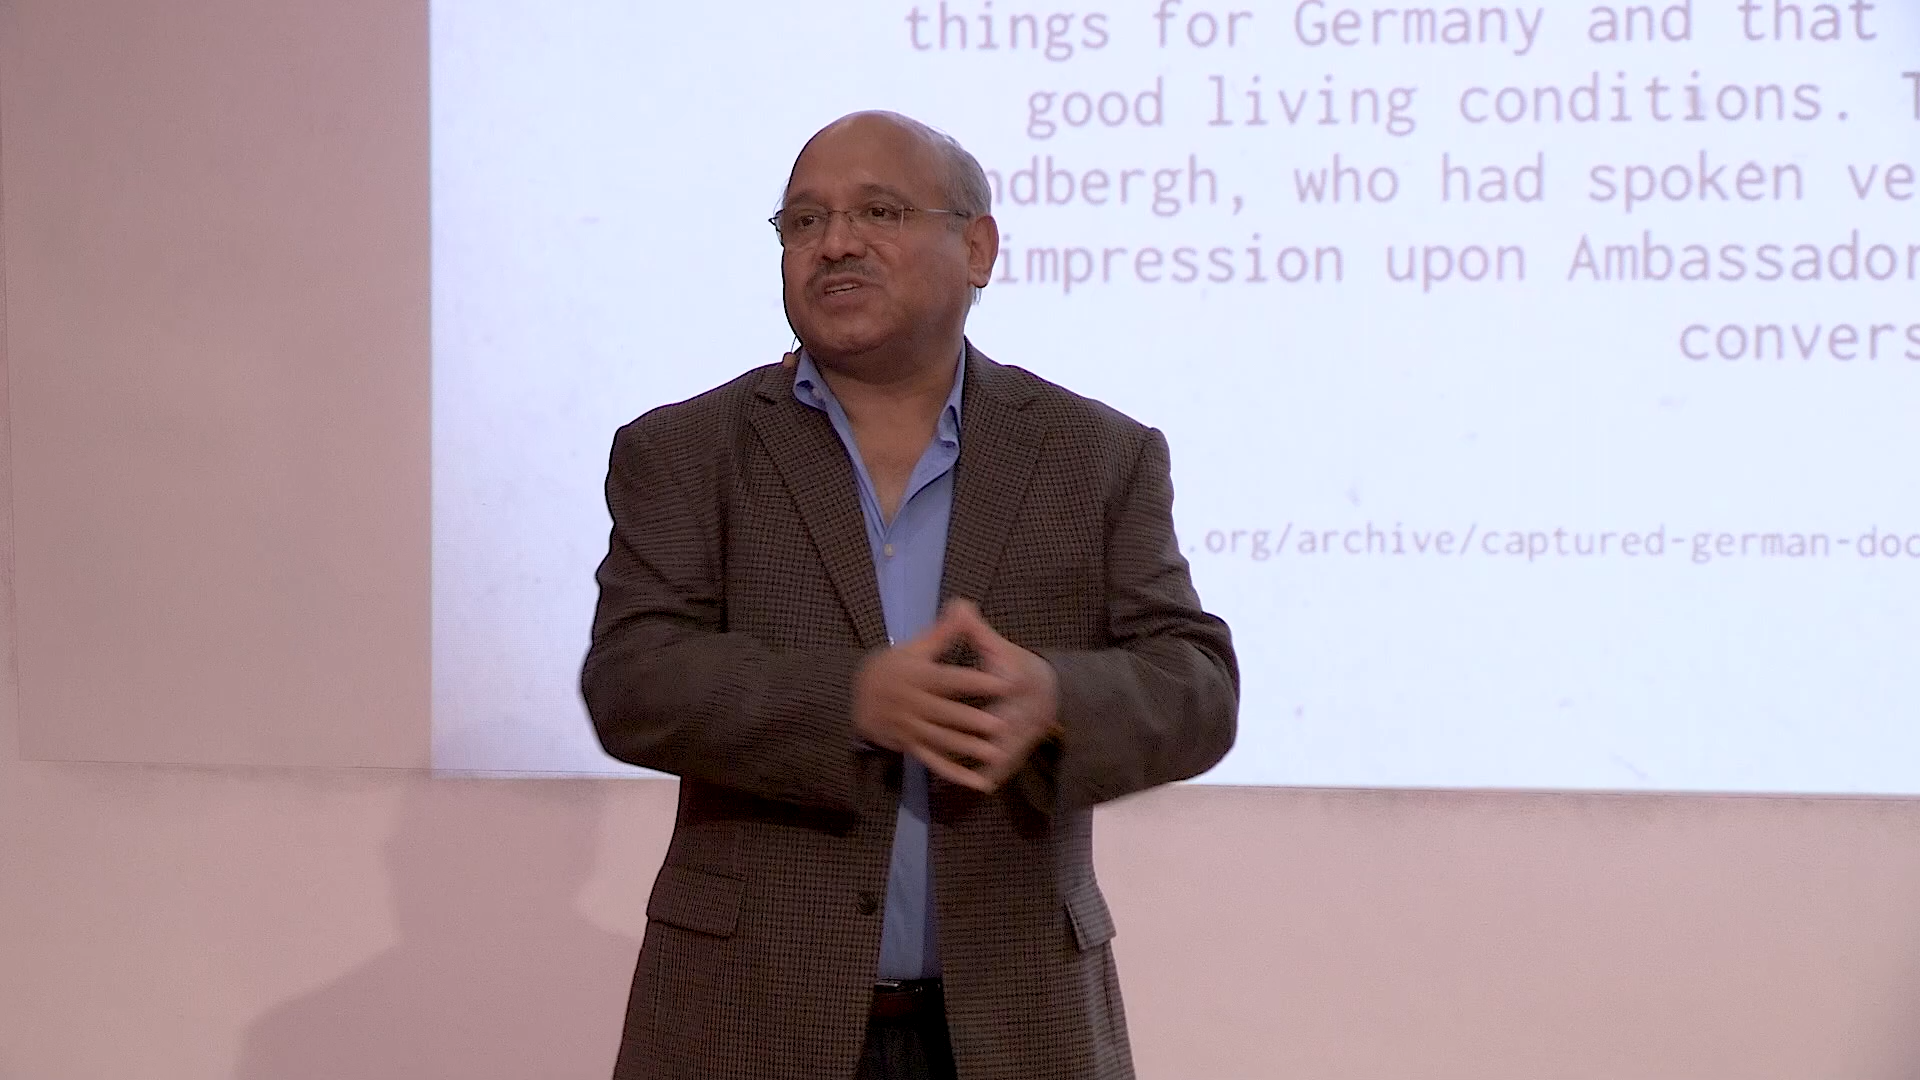 things for Germany and that
good living conditions. T
ndbergh, who had spoken ve
impression upon Ambassador
convers
.org/archive/captured-german-doc